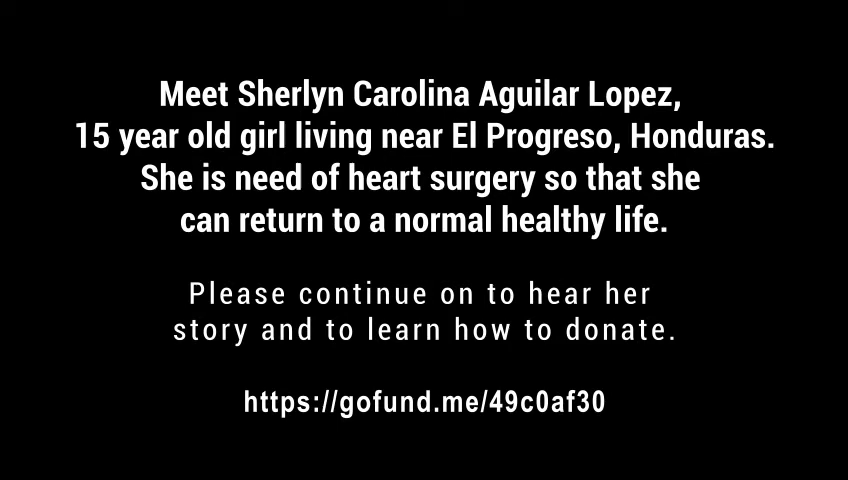 Meet Sherlyn Carolina Aguilar Lopez,
15 year old girl living near El Progreso, Honduras.
She is need of heart surgery so that she
can return to a normal healthy life.
Please continue on to hear her
story and to learn how to donate.
https://gofund.me/49c0af30